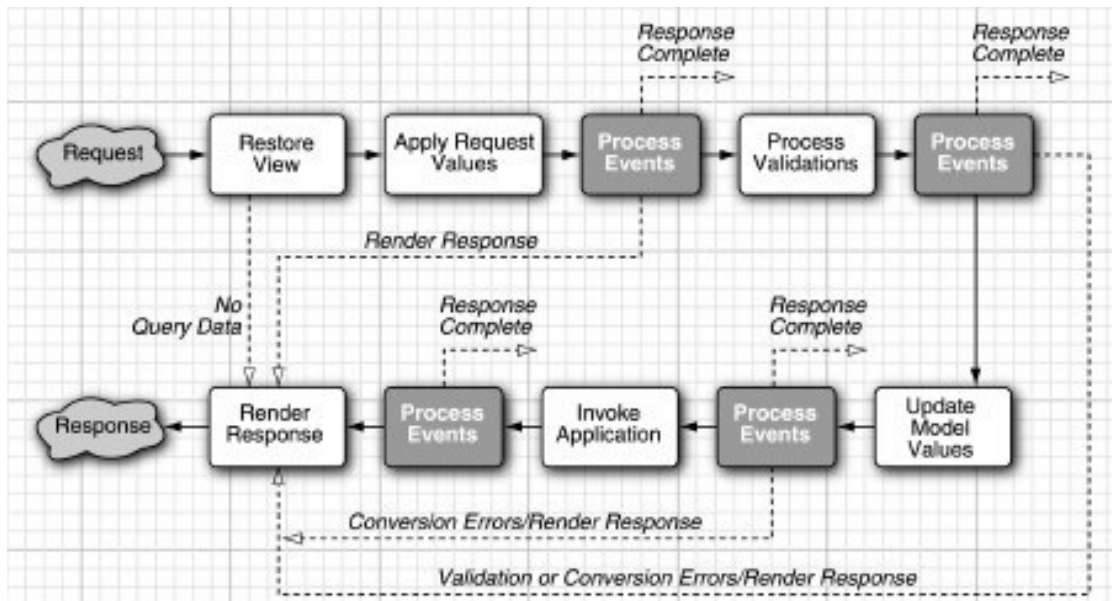 Response
Complete
Response
Complete
Request
Restore
View
Apply Request
Values
Process
Events
Process
Validations
Process
Events
Render Response
No
Query Data
Response
Complete
Response
Complete
Response
Render
Response
Process
Events
Invoke
Application
Process
Events
Update
Model
Values
Conversion Errors/Render Response
Validation or Conversion Errors/Render Response